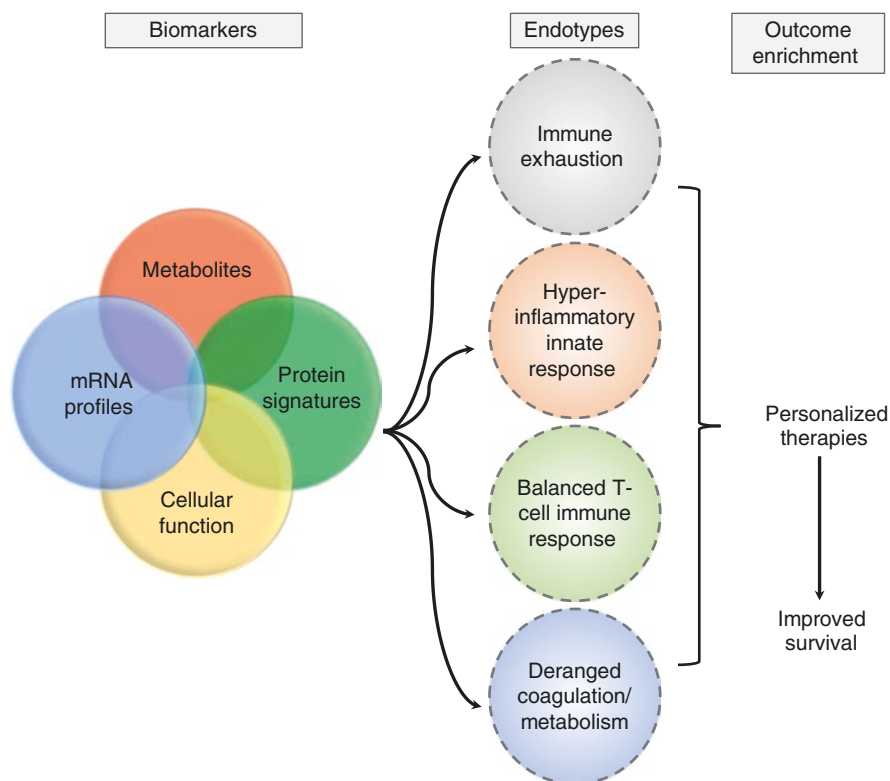 Biomarkers
Endotypes
Outcome
enrichment
Metabolites
mRNA
profiles
Protein
signatures
Cellular
function
Immune
exhaustion
Hyper-
inflammatory
innate
response
Balanced T-
cell immune
response
Deranged
coagulation/
metabolism
Personalized
therapies
Improved
survival